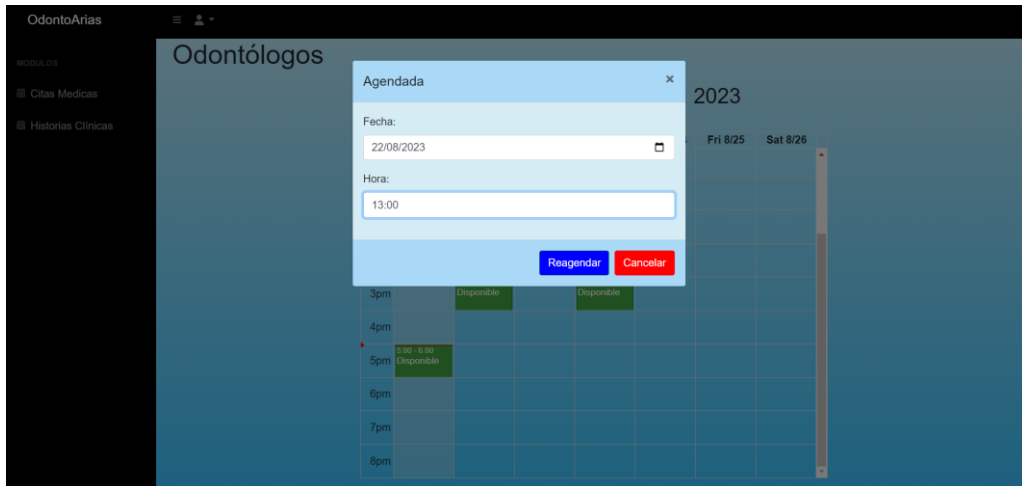 OdontoArias
MODULOS
Citas Medicas
Historias Clínicas
Odontólogos
2023
Agendada ×
Fecha:
22/08/2023
Hora:
13:00
Reagendar Cancelar
Fri 8/25 Sat 8/26
3pm Disponible Disponible
4pm
5:00 - 6:00
5pm Disponible
6pm
7pm
8pm